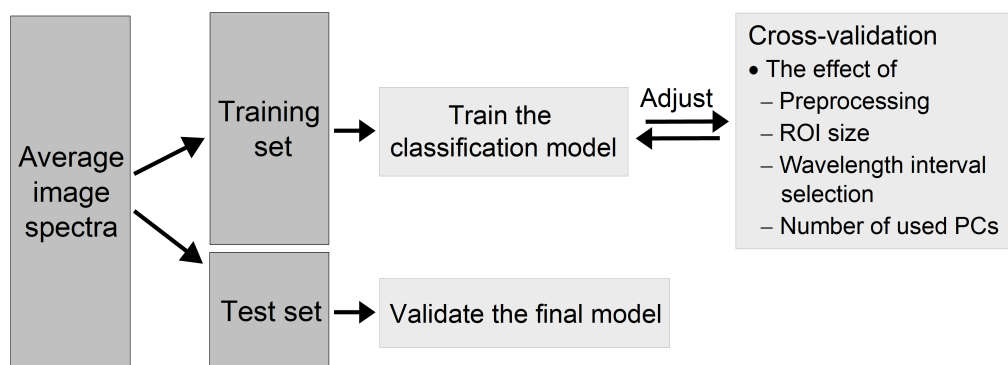 Average
image
spectra
Training
set
Test set
Train the
classification model
Validate the final model
Adjust
Cross-validation
• The effect of
– Preprocessing
– ROI size
– Wavelength interval
selection
– Number of used PCs